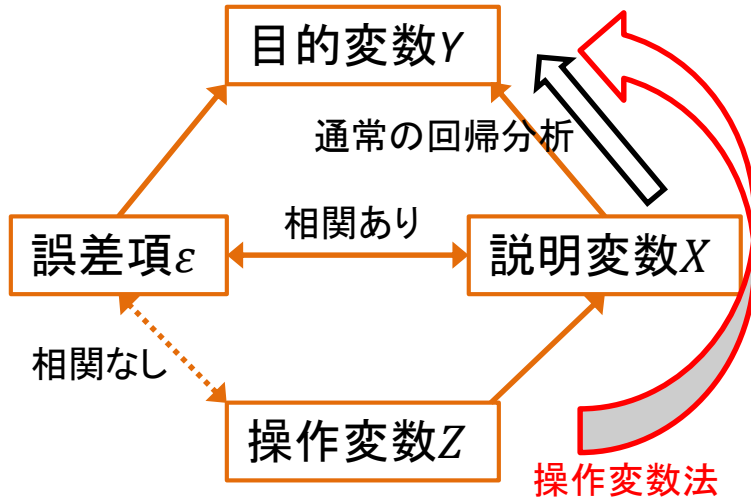 目的変数Y
通常の回帰分析
相関あり
誤差項ε
説明変数X
相関なし
操作変数Z
操作変数法